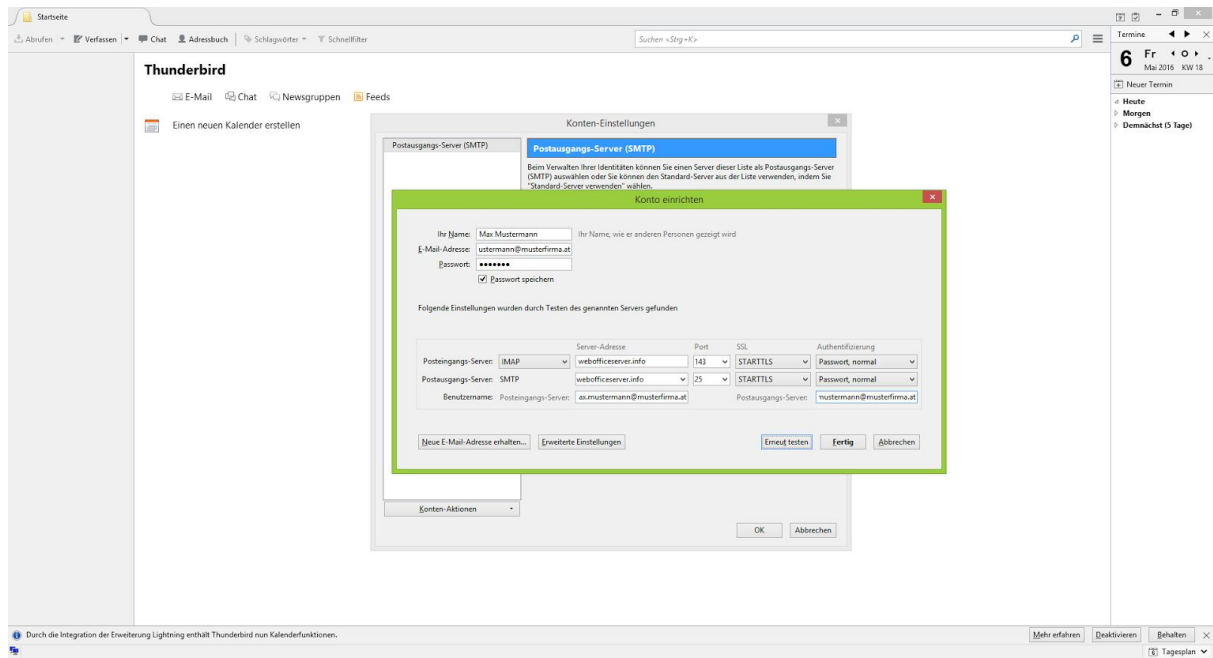 Startseite
Abrufen Verfassen Chat Adressbuch Schlagwörter Schnellfilter Suchen <Strg+K>
Termine
6 Fr
Mai 2016 KW 18
Neuer Termin
Heute
Morgen
Demnächst (5 Tage)
Thunderbird
E-Mail Chat Newsgruppen Feeds
Einen neuen Kalender erstellen
Konten-Einstellungen
Postausgangs-Server (SMTP)
Postausgangs-Server (SMTP)
Beim Verwalten Ihrer Identitäten können Sie einen Server dieser Liste als Postausgangs-Server
(SMTP) auswählen oder Sie können den Standard-Server aus der Liste verwenden, indem Sie
"Standard-Server verwenden" wählen.
Konto einrichten
Ihr Name: Max Mustermann Ihr Name, wie er anderen Personen gezeigt wird
E-Mail-Adresse: ustermann@musterfirma.at
Passwort: •••••••
Passwort speichern
Folgende Einstellungen wurden durch Testen des genannten Servers gefunden
Server-Adresse Port SSL Authentifizierung
Posteingangs-Server: IMAP webofficeserver.info 143 STARTTLS Passwort, normal
Postausgangs-Server: SMTP webofficeserver.info 25 STARTTLS Passwort, normal
Benutzername: Posteingangs-Server: ax.mustermann@musterfirma.at Postausgangs-Server: mustermann@musterfirma.at
Neue E-Mail-Adresse erhalten... Erweiterte Einstellungen Erneut testen Fertig Abbrechen
Konten-Aktionen
OK Abbrechen
Durch die Integration der Erweiterung Lightning enthält Thunderbird nun Kalenderfunktionen. Mehr erfahren Deaktivieren Behalten
Tagesplan